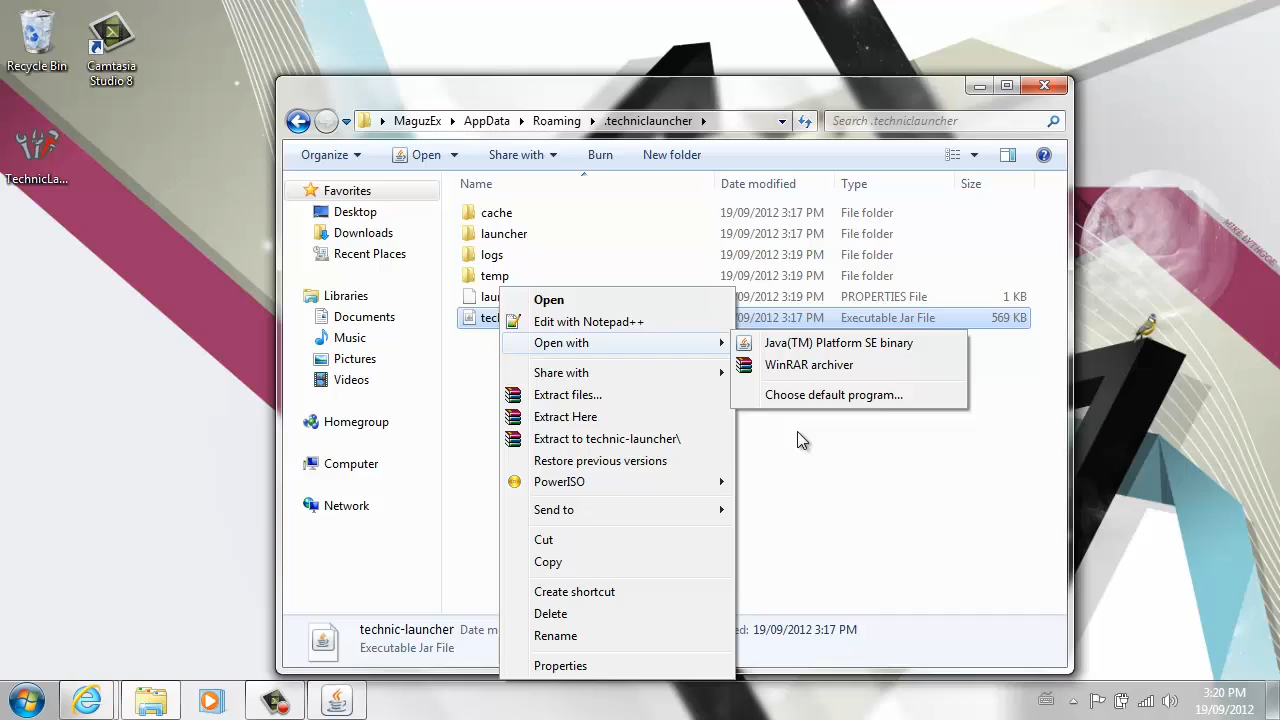 Recycle Bin
Camtasia
Studio 8
TechnicLa...
MaguzEx
AppData
Roaming
.techniclauncher
Search .techniclauncher
Organize
Open
Share with
Burn
New folder
Name
Date modified
Type
Size
Favorites
Desktop
Downloads
Recent Places
Libraries
Documents
Music
Pictures
Videos
Homegroup
Computer
Network
cache 19/09/2012 3:17 PM File folder
launcher 19/09/2012 3:17 PM File folder
logs 19/09/2012 3:19 PM File folder
temp 19/09/2012 3:19 PM File folder
lau 19/09/2012 3:19 PM PROPERTIES File 1 KB
tec 09/2012 3:17 PM Executable Jar File 569 KB
Open
Edit with Notepad++
Open with
Share with
Extract files...
Extract Here
Extract to technic-launcher\
Restore previous versions
PowerISO
Send to
Cut
Copy
Create shortcut
Delete
Rename
Properties
Java(TM) Platform SE binary
WinRAR archiver
Choose default program...
technic-launcher Date m ed: 19/09/2012 3:17 PM
Executable Jar File
3:20 PM
19/09/2012